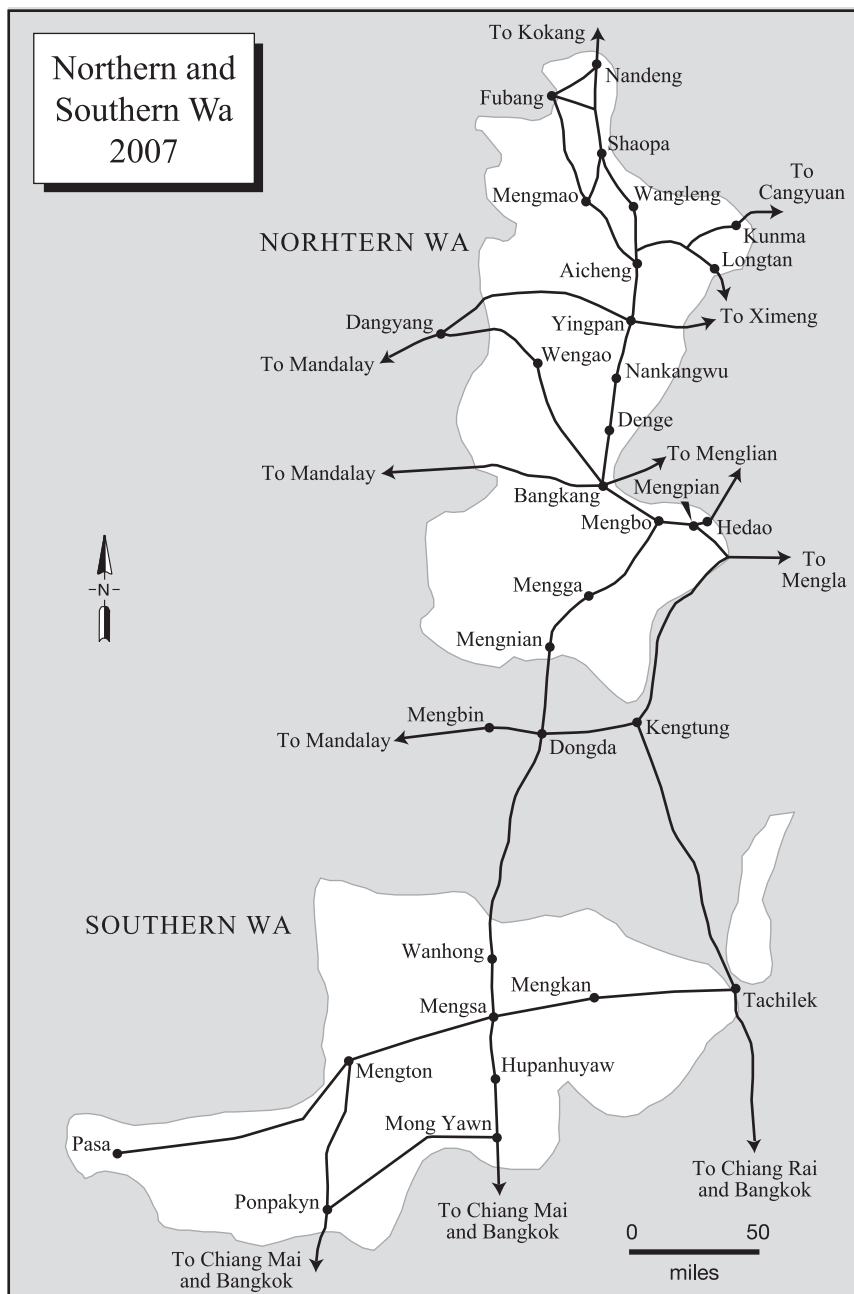 To Kokang
Northern and
Southern Wa
2007
Nandeng
Fubang
Shaopa
To
Cangyuan
Mengmao
Wangleng
Kunma
NORHTERN WA
Aicheng
Longtan
Dangyang
Yingpan
To Ximeng
To Mandalay
Wengao
Nankangwu
Denge
To Menglian
To Mandalay
Mengpian
Bangkang
Mengbo
Hedao
To
Mengla
-N-
Mengga
Mengnian
Mengbin
Kengtung
To Mandalay
Dongda
SOUTHERN WA
Wanhong
Mengkan
Mengsa
Tachilek
Mengton
Hupanhuyaw
Mong Yawn
Pasa
To Chiang Rai
and Bangkok
Ponpakyn
To Chiang Mai
and Bangkok
To Chiang Mai
and Bangkok
0 50
miles